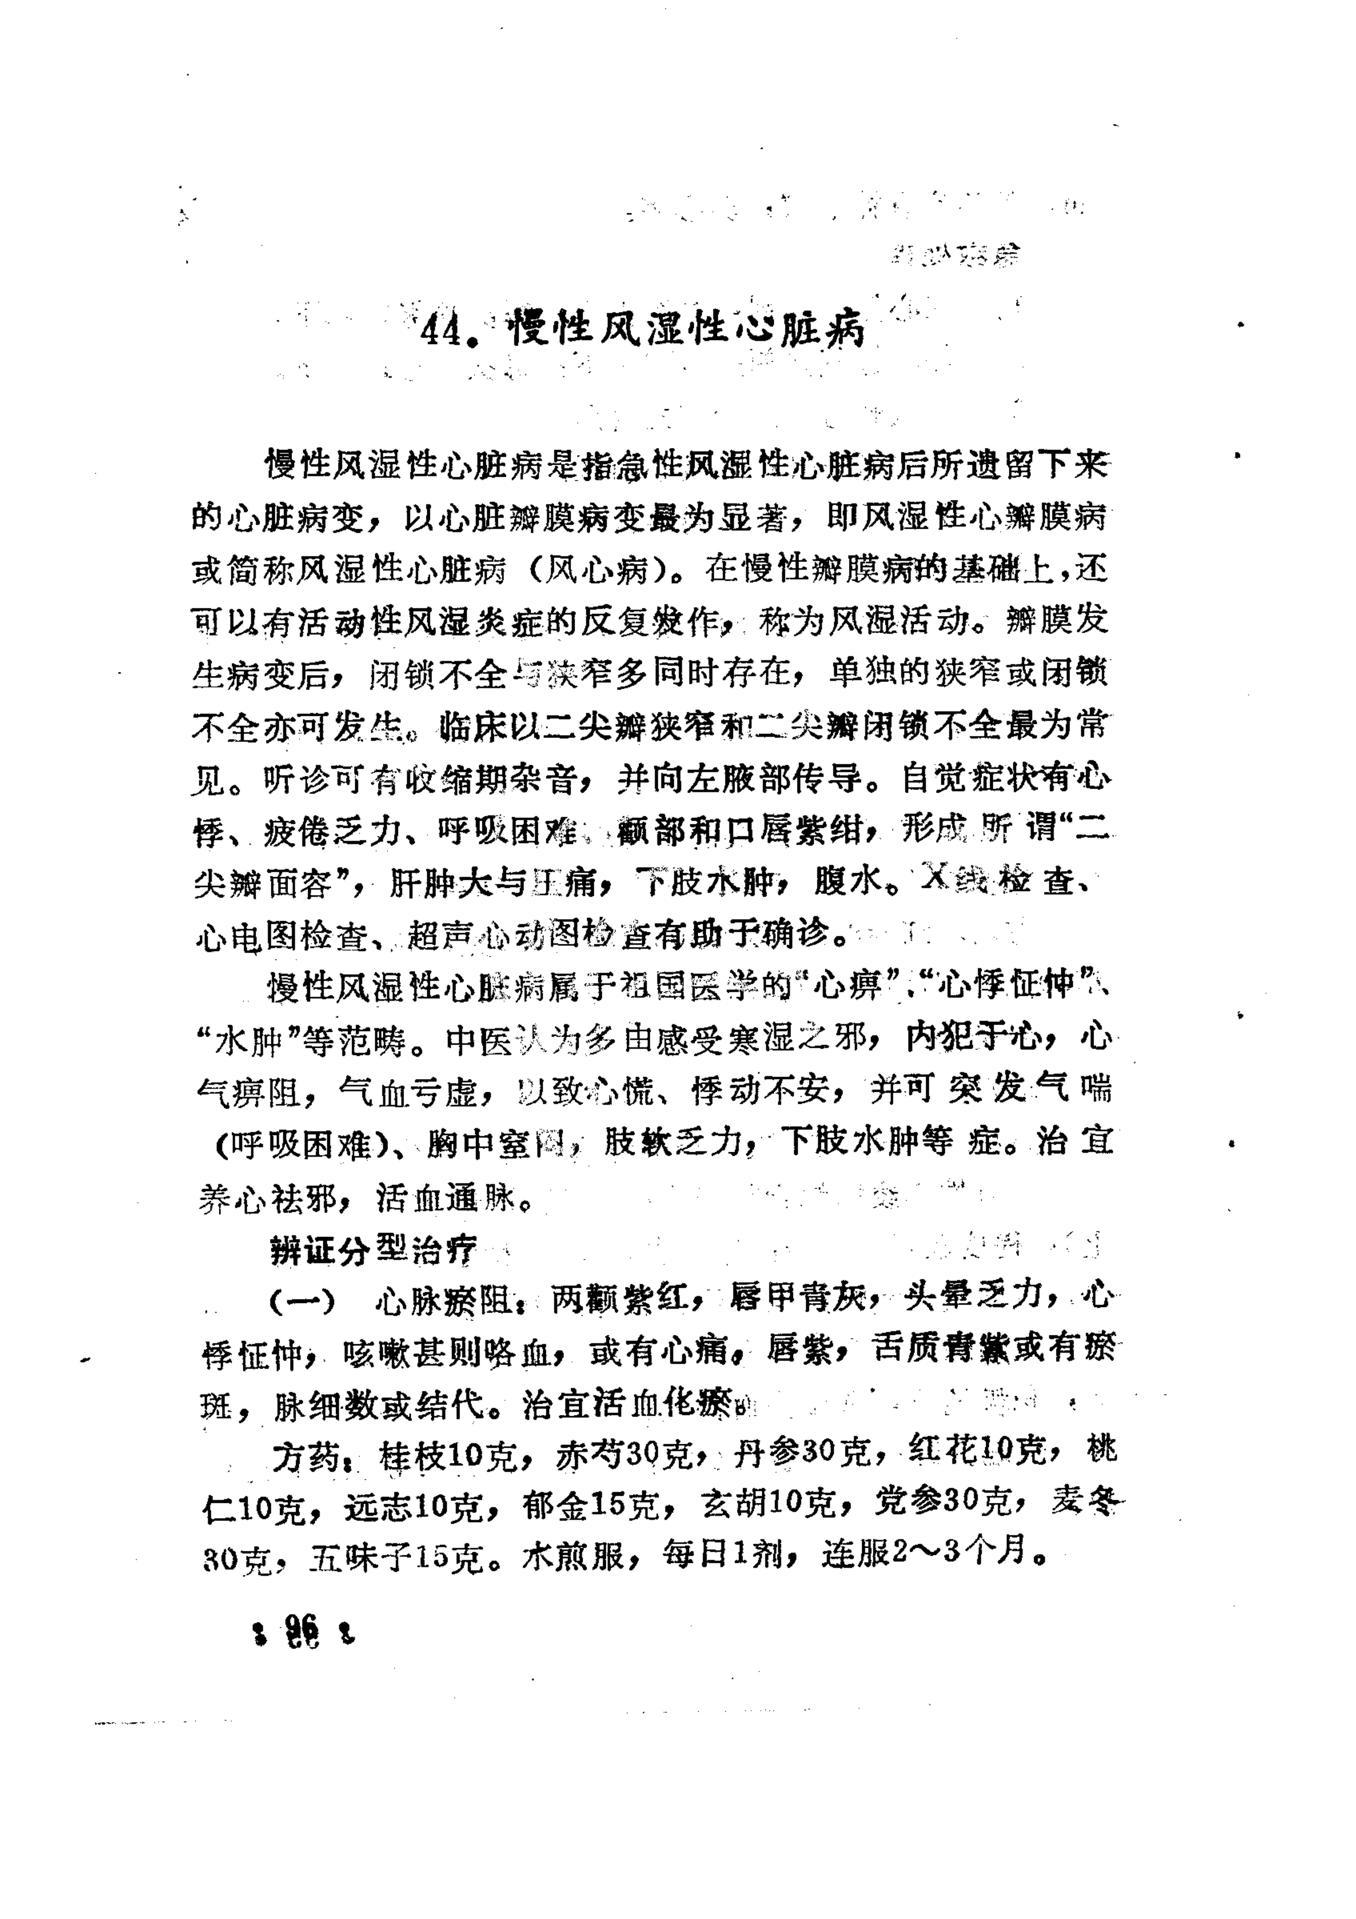 44. 慢性风湿性心脏病
慢性风湿性心脏病是指急性风湿性心脏病后所遗留下来
的心脏病变，以心脏瓣膜病变最为显著，即风湿性心瓣膜病
或简称风湿性心脏病（风心病）。在慢性瓣膜病的基础上，还
可以有活动性风湿炎症的反复发作，称为风湿活动。瓣膜发
生病变后，闭锁不全与狭窄多同时存在，单独的狭窄或闭锁
不全亦可发生。临床以二尖瓣狭窄和二尖瓣闭锁不全最为常
见。听诊可有收缩期杂音，并向左腋部传导。自觉症状有心
悸、疲倦乏力、呼吸困难、颧部和口唇紫绀，形成所谓“二
尖瓣面容”，肝肿大与压痛，下肢水肿，腹水。X线检查、
心电图检查、超声心动图检查有助于确诊。
慢性风湿性心脏病属于祖国医学的“心痹”、“心悸怔忡”、
“水肿”等范畴。中医认为多由感受寒湿之邪，内犯于心，心
气痹阻，气血亏虚，以致心慌、悸动不安，并可突发气喘
（呼吸困难）、胸中窒闷，肢软乏力，下肢水肿等症。治宜
养心祛邪，活血通脉。
辨证分型治疗
（一） 心脉瘀阻：两颧紫红，唇甲青灰，头晕乏力，心
悸怔忡，咳嗽甚则咯血，或有心痛，唇紫，舌质青紫或有瘀
斑，脉细数或结代。治宜活血化瘀。
方药：桂枝10克，赤芍30克，丹参30克，红花10克，桃
仁10克，远志10克，郁金15克，玄胡10克，党参30克，麦冬
30克，五味子15克。水煎服，每日1剂，连服2～3个月。
96